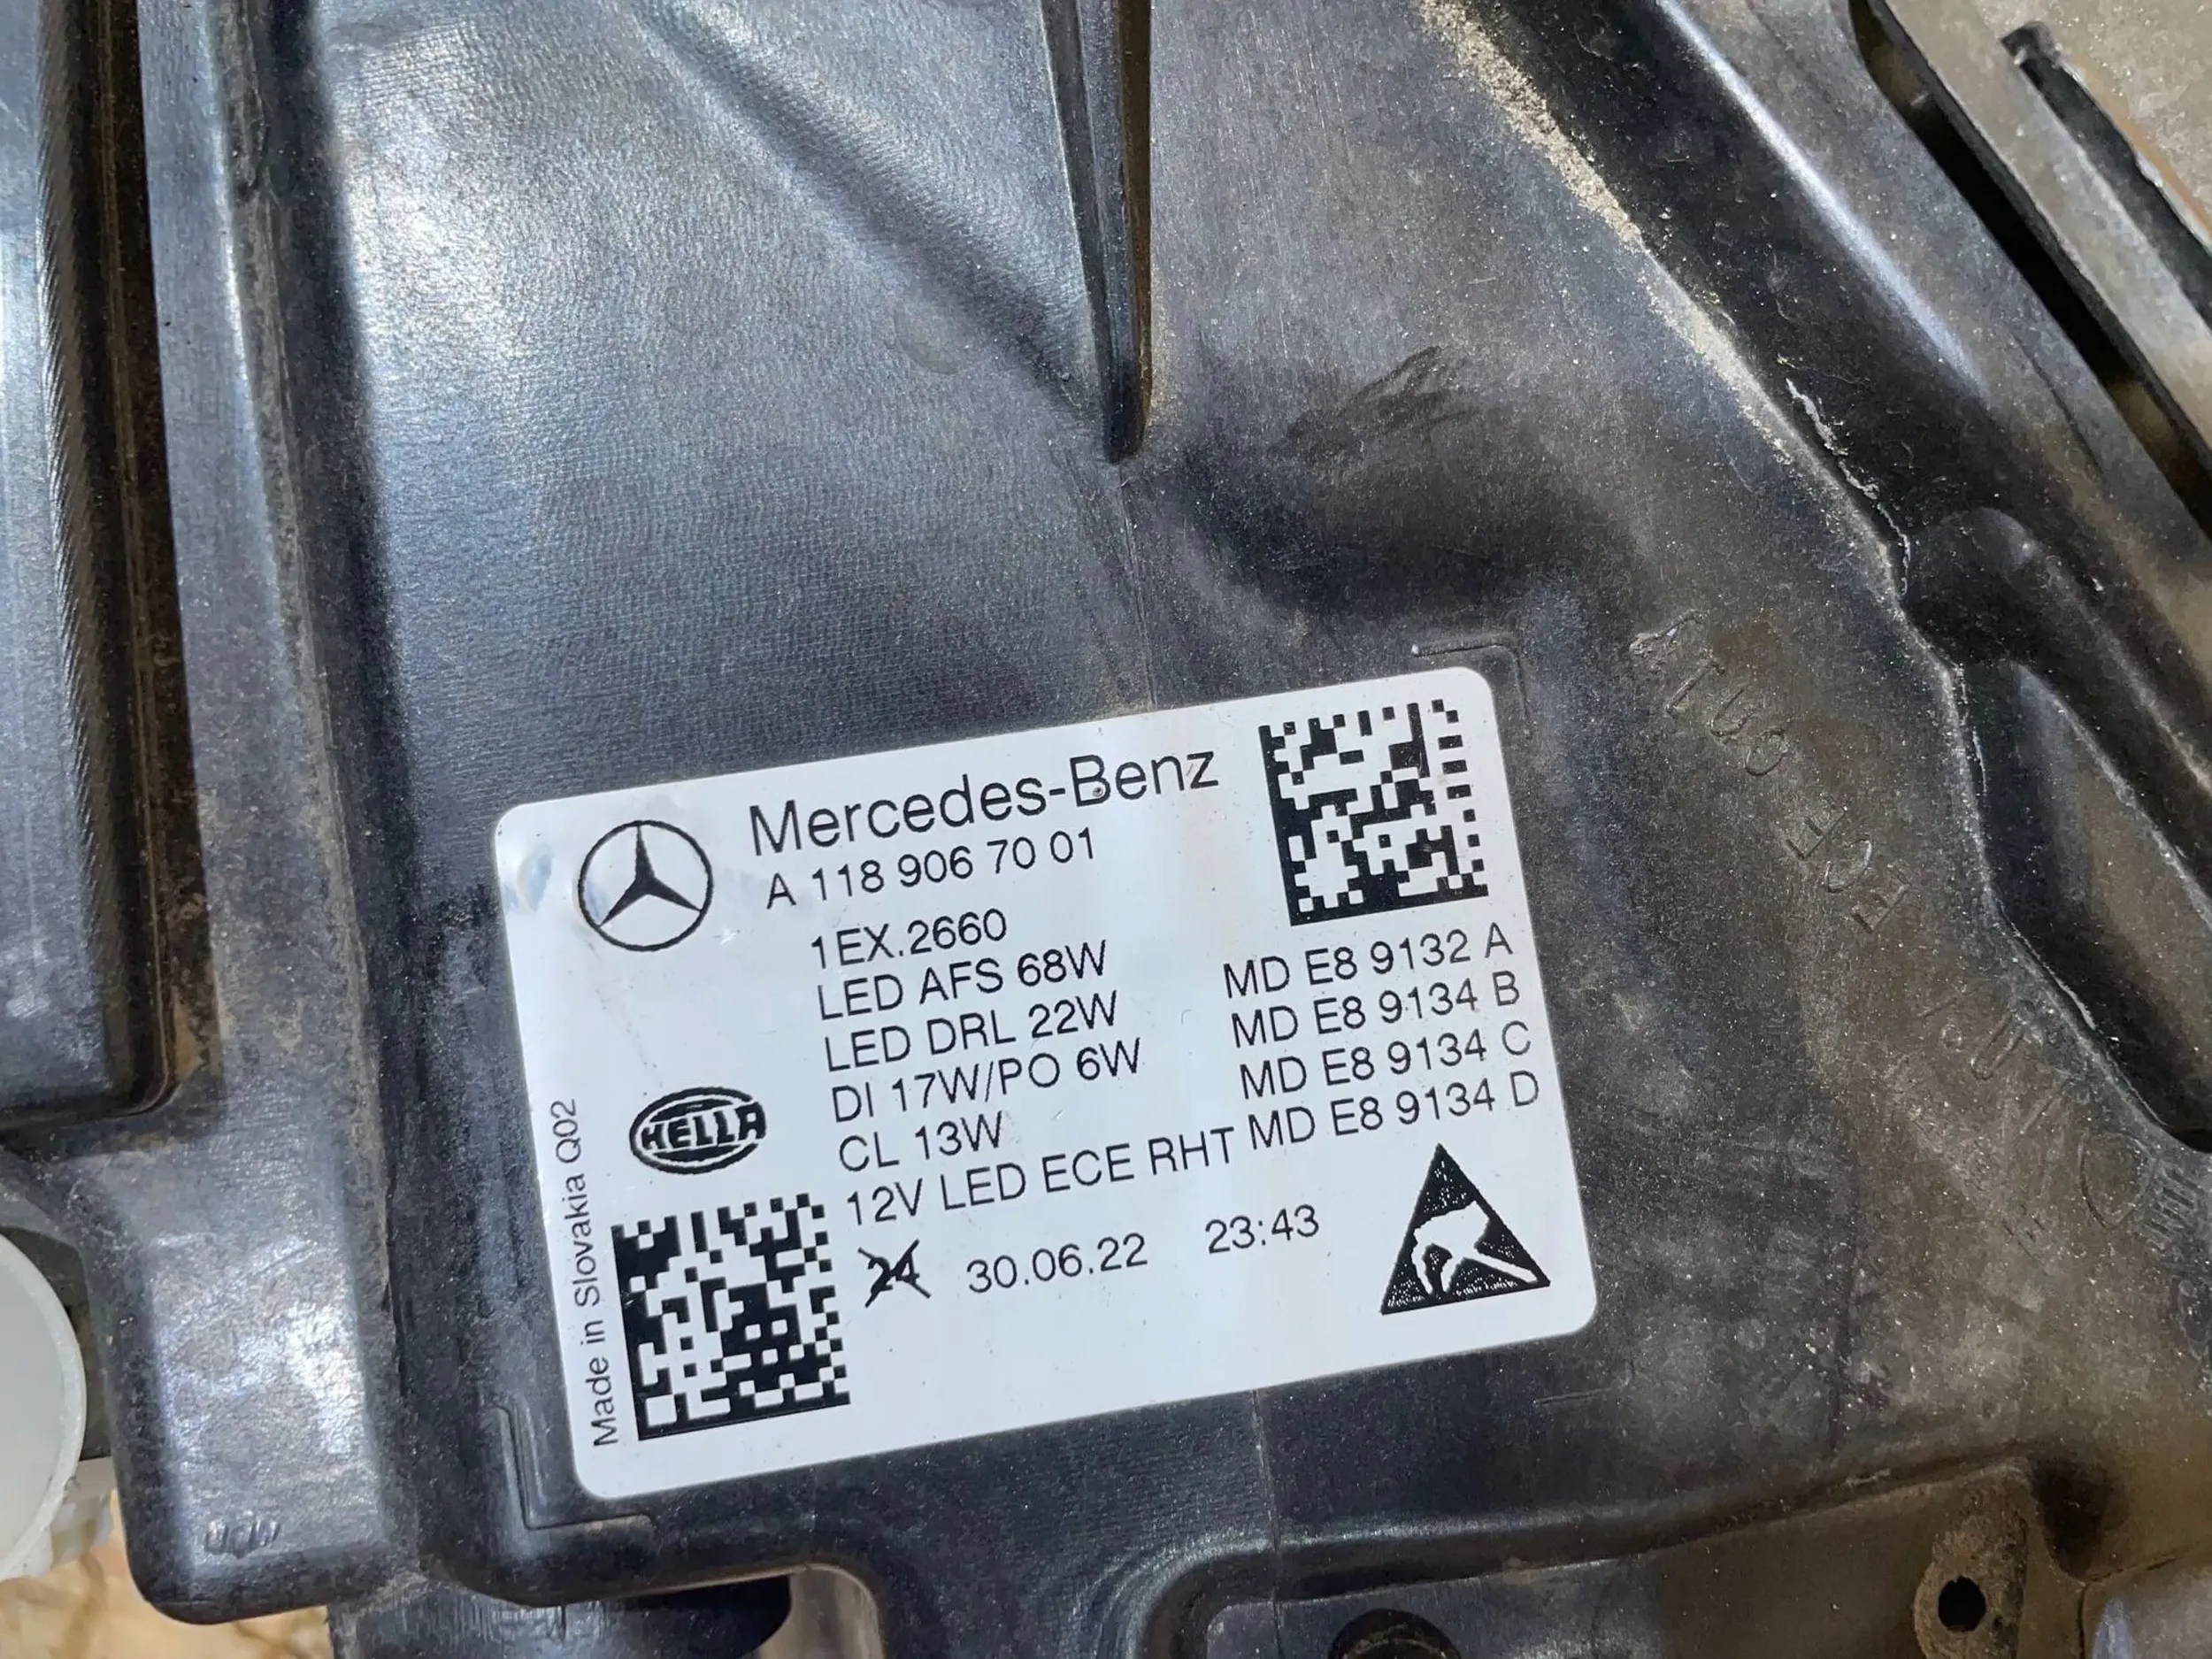 Mercedes-Benz
A 118 906 70 01
1EX.2660
LED AFS 68W
LED DRL 22W
DI 17W/PO 6W
CL 13W
12V LED ECE RHT
MD E8 9132 A
MD E8 9134 B
MD E8 9134 C
MD E8 9134 D
HELLA
Made in Slovakia Q02
24 30.06.22 23:43